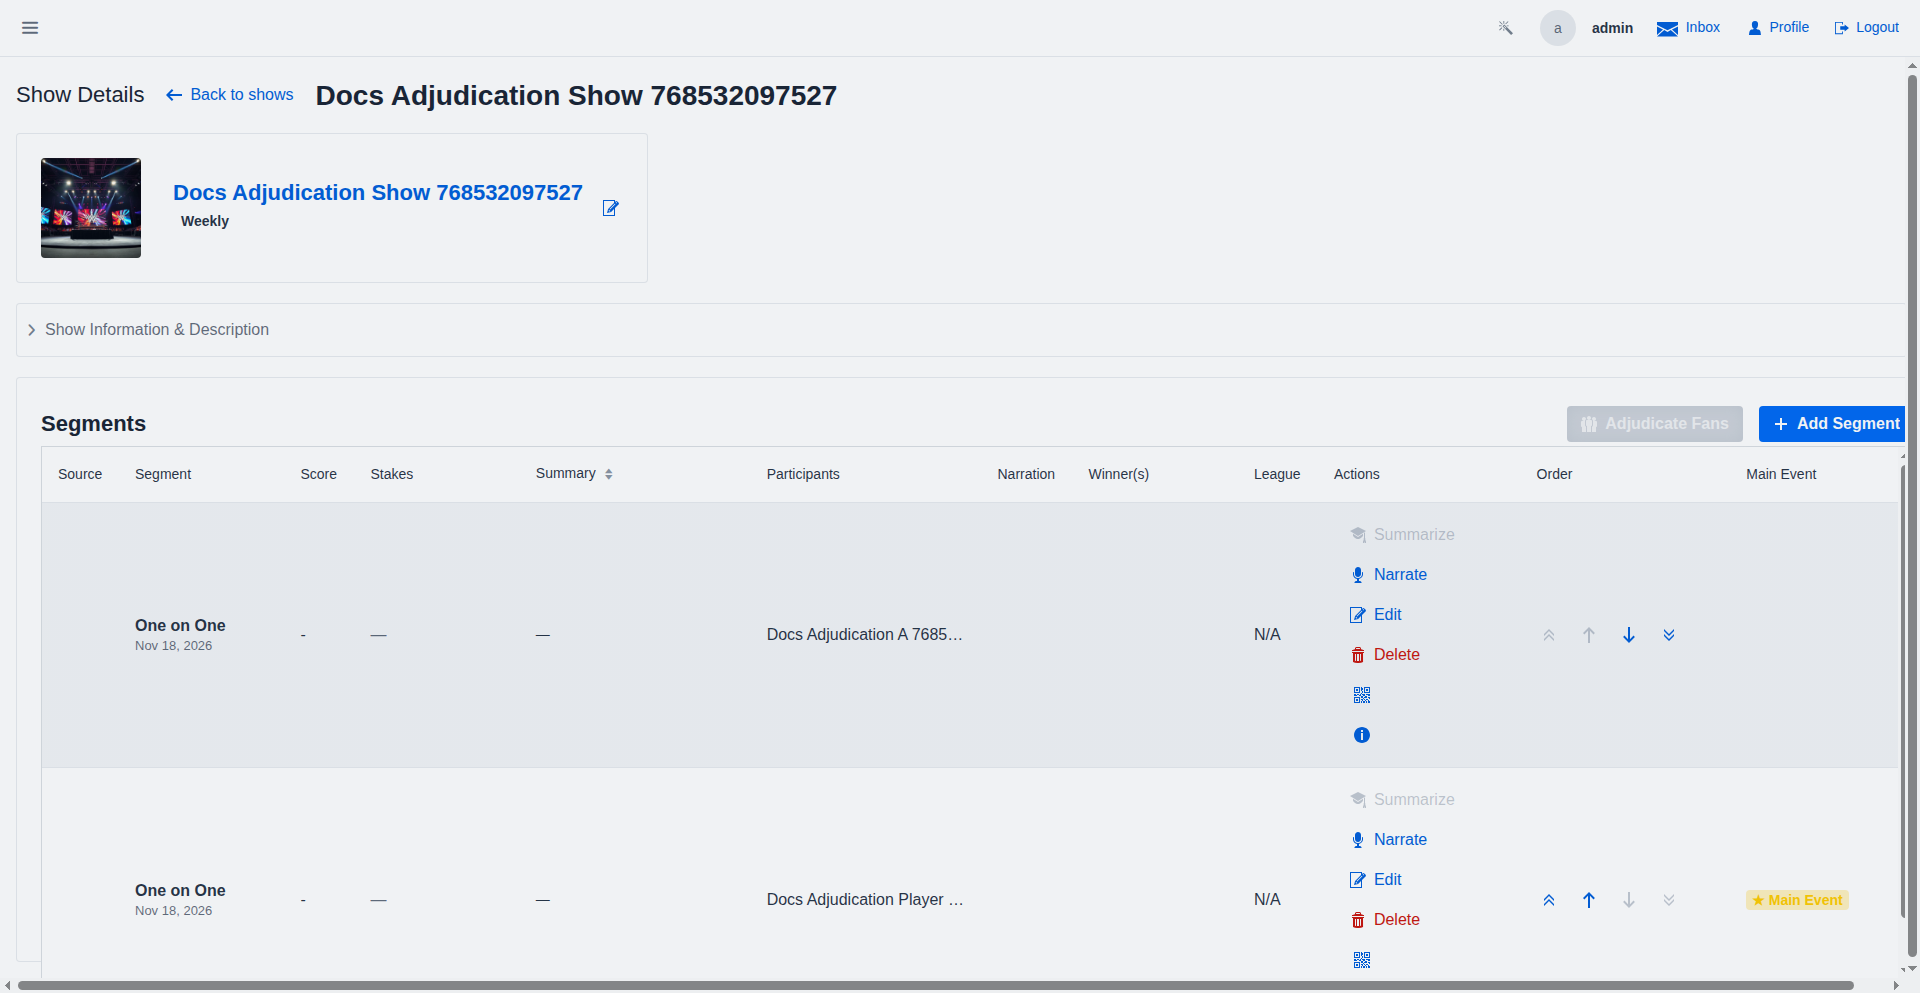 a admin Inbox Profile Logout
Show Details Back to shows Docs Adjudication Show 768532097527
Docs Adjudication Show 768532097527
Weekly
Show Information & Description
Segments Adjudicate Fans Add Segment
Source Segment Score Stakes Summary Participants Narration Winner(s) League Actions Order Main Event
Summarize
Narrate
Edit
One on One
Nov 18, 2026
- — — Docs Adjudication A 7685… N/A
Delete
Summarize
Narrate
Edit
One on One
Nov 18, 2026
- — — Docs Adjudication Player … N/A ★ Main Event
Delete